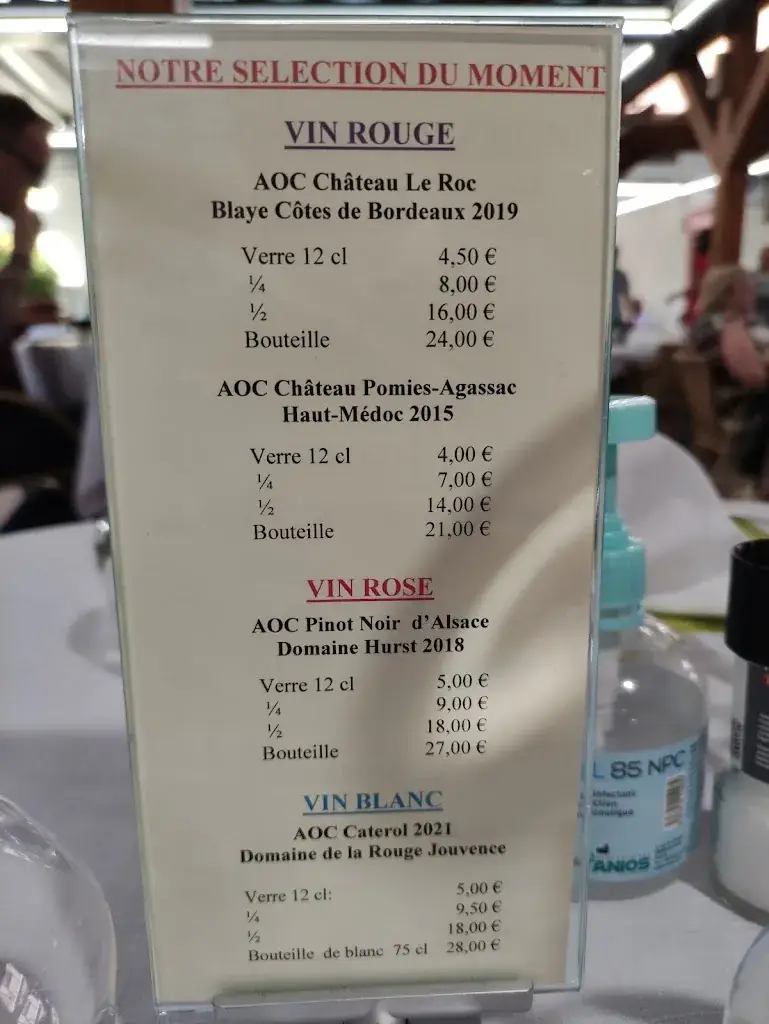 NOTRE SELECTION DU MOMENT
VIN ROUGE
AOC Château Le Roc
Blaye Côtes de Bordeaux 2019
Verre 12 cl 4,50 €
¼ 8,00 €
½ 16,00 €
Bouteille 24,00 €
AOC Château Pomies-Agassac
Haut-Médoc 2015
Verre 12 cl 4,00 €
¼ 7,00 €
½ 14,00 €
Bouteille 21,00 €
VIN ROSE
AOC Pinot Noir d’Alsace
Domaine Hurst 2018
Verre 12 cl 5,00 €
¼ 9,00 €
½ 18,00 €
Bouteille 27,00 €
VIN BLANC
AOC Caterol 2021
Domaine de la Rouge Jouvence
Verre 12 cl: 5,00 €
¼ 9,50 €
½ 18,00 €
Bouteille de blanc 75 cl 28,00 €
L 85 NPC
ANIOS